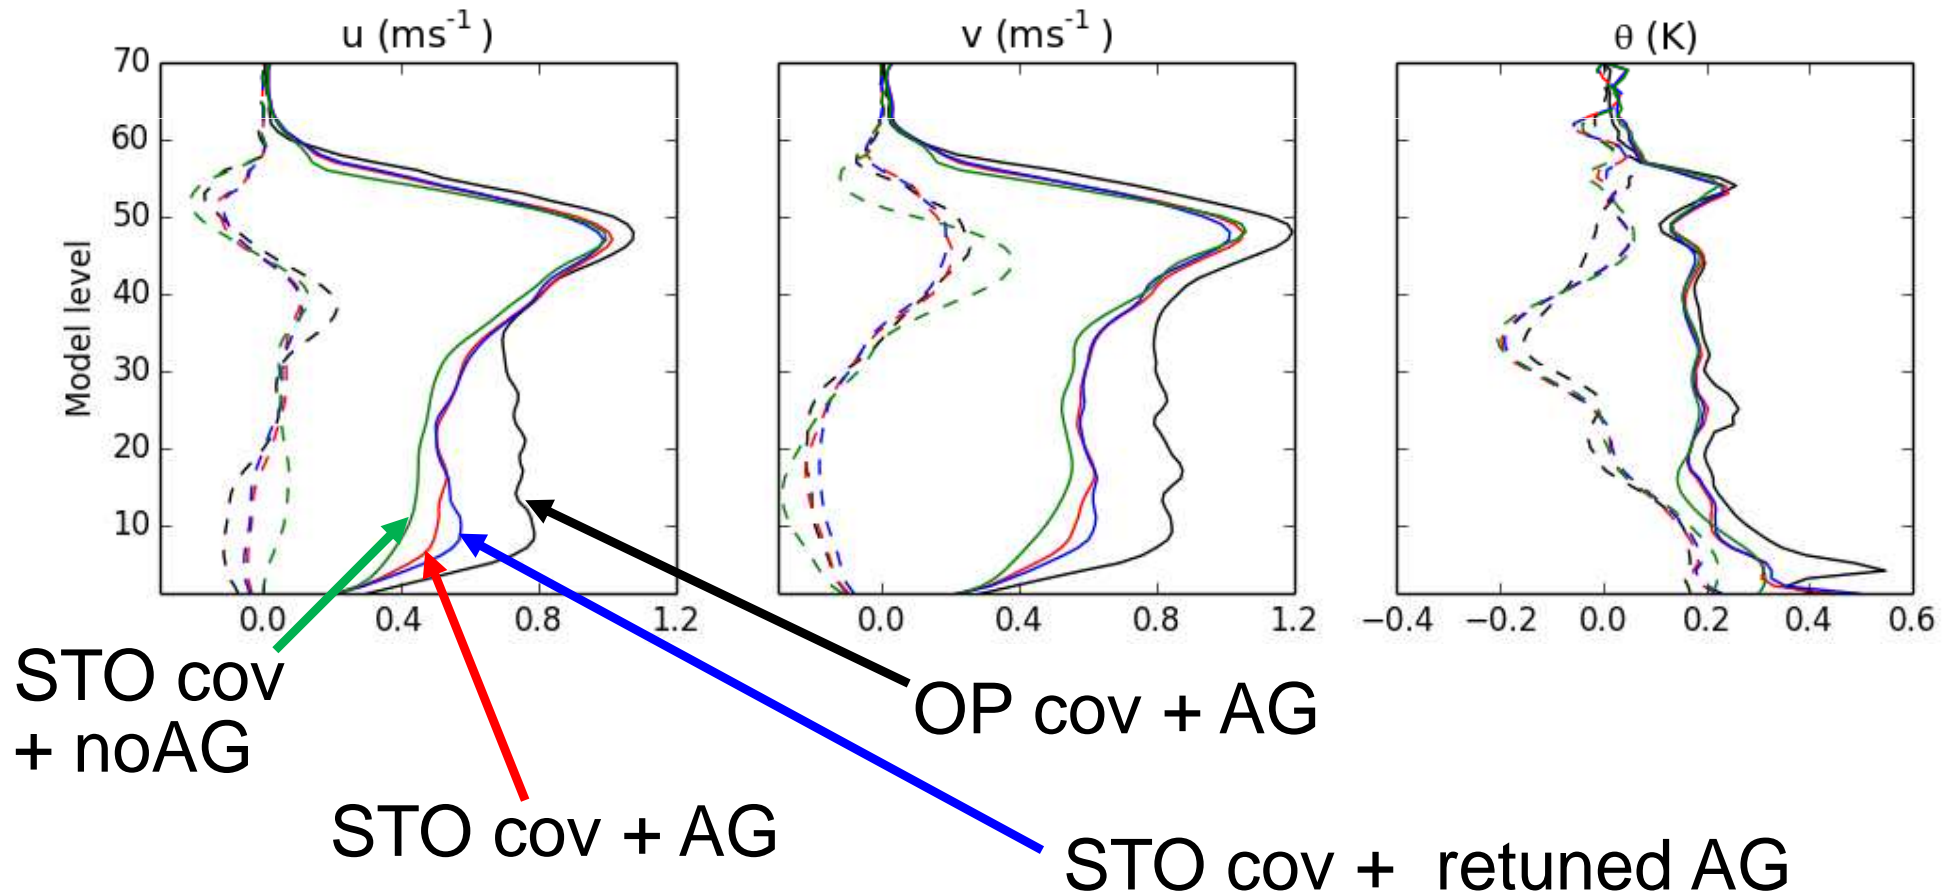 u (ms⁻¹)
v (ms⁻¹)
θ (K)
Model level
70
60
50
40
30
20
10
0.0 0.4 0.8 1.2
0.0 0.4 0.8 1.2
−0.4 −0.2 0.0 0.2 0.4 0.6
STO cov
+ noAG
OP cov + AG
STO cov + AG
STO cov + retuned AG